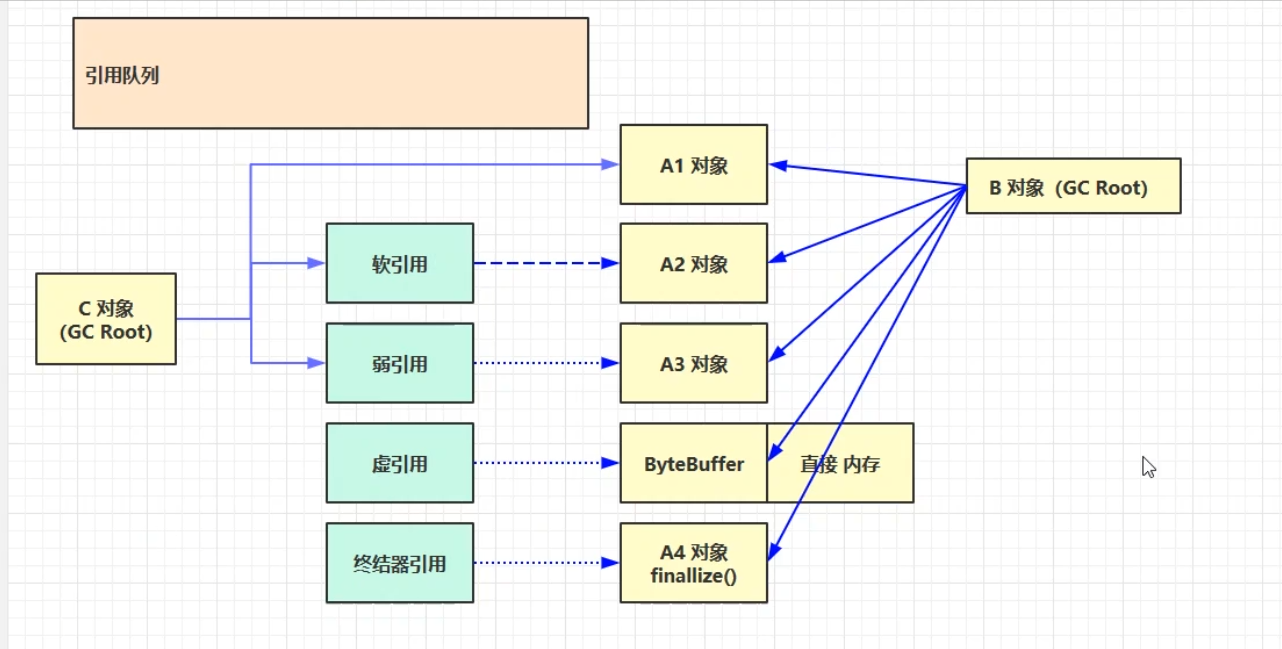 引用队列
A1 对象
B 对象（GC Root）
软引用
A2 对象
C 对象
(GC Root)
弱引用
A3 对象
虚引用
ByteBuffer
直接 内存
终结器引用
A4 对象
finallize()